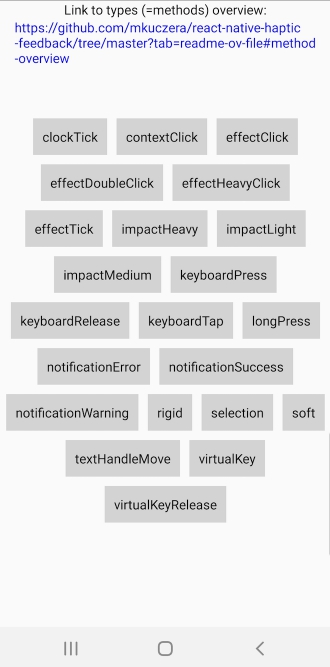 Link to types (=methods) overview:
https://github.com/mkuczera/react-native-haptic
-feedback/tree/master?tab=readme-ov-file#method
-overview
clockTick contextClick effectClick
effectDoubleClick effectHeavyClick
effectTick impactHeavy impactLight
impactMedium keyboardPress
keyboardRelease keyboardTap longPress
notificationError notificationSuccess
notificationWarning rigid selection soft
textHandleMove virtualKey
virtualKeyRelease